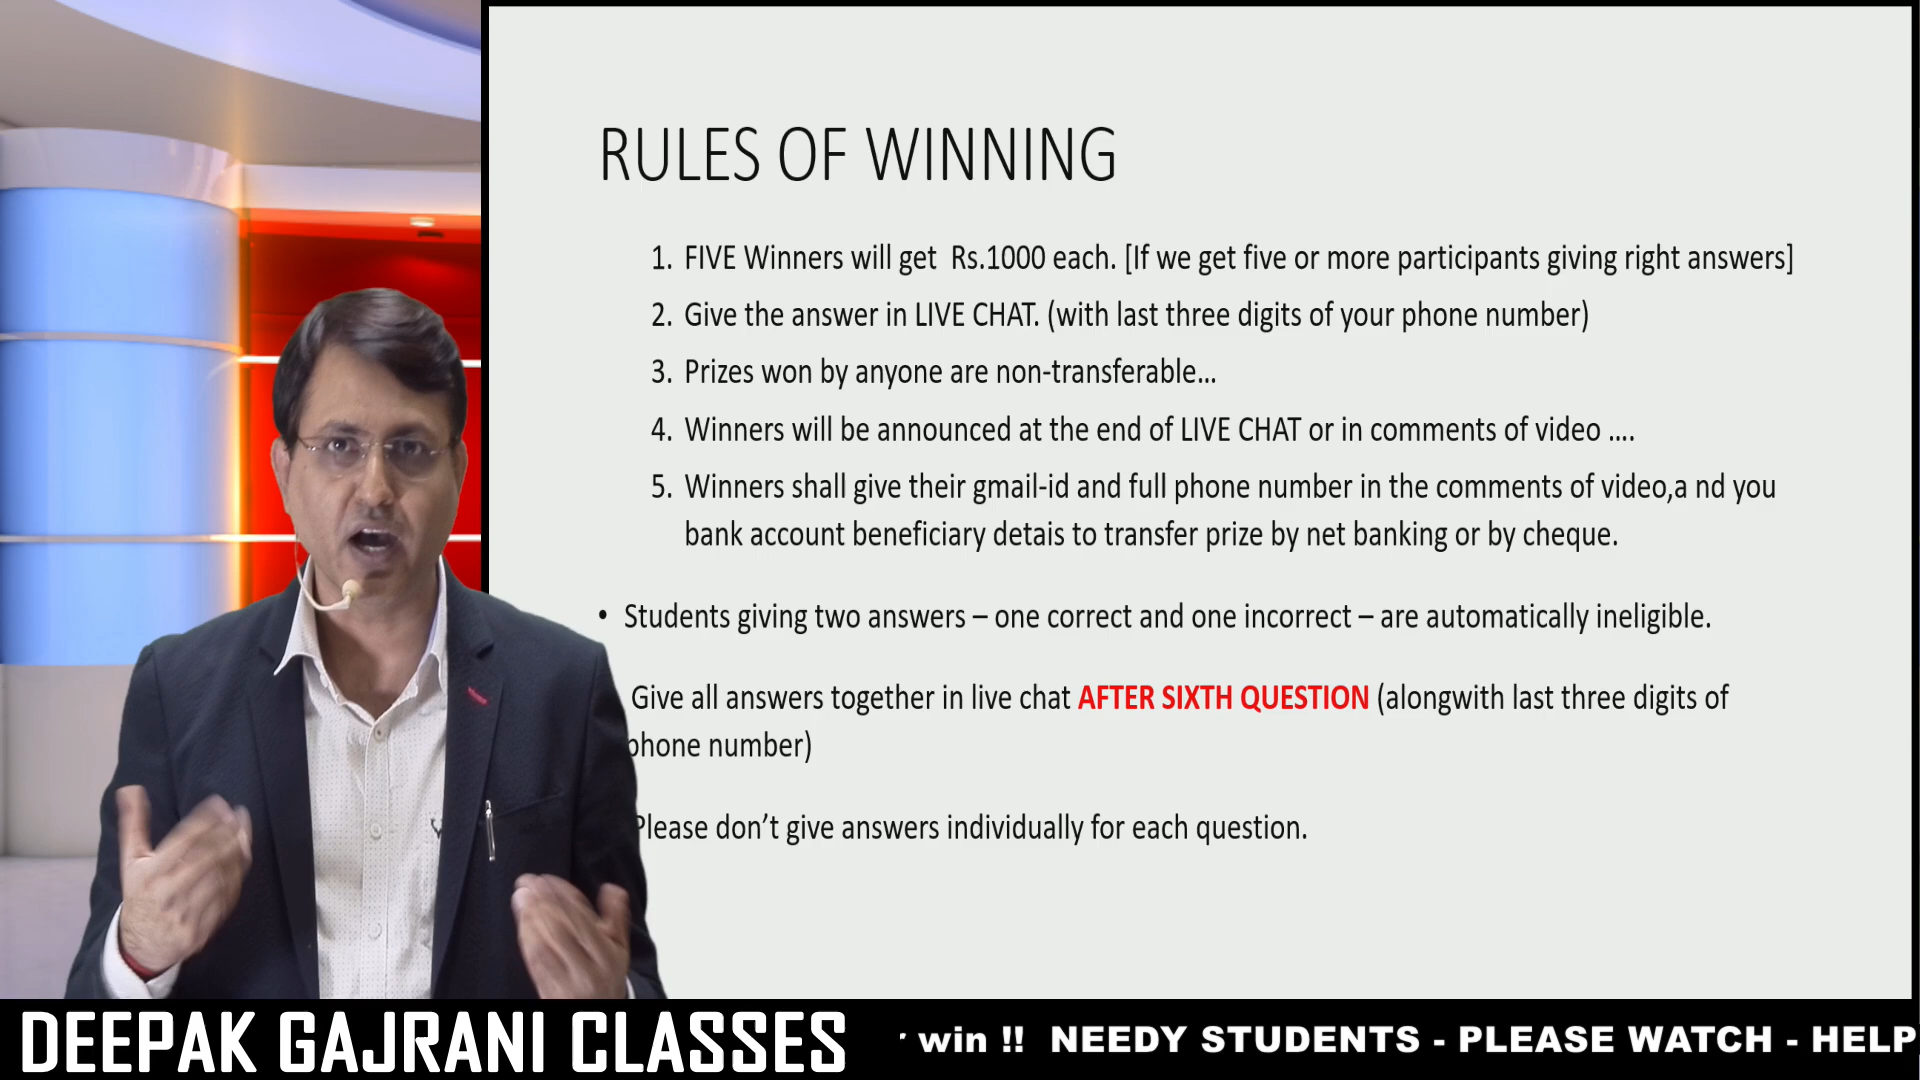 RULES OF WINNING
1. FIVE Winners will get Rs.1000 each. [If we get five or more participants giving right answers]
2. Give the answer in LIVE CHAT. (with last three digits of your phone number)
3. Prizes won by anyone are non-transferable...
4. Winners will be announced at the end of LIVE CHAT or in comments of video ....
5. Winners shall give their gmail-id and full phone number in the comments of video,a nd you
bank account beneficiary detais to transfer prize by net banking or by cheque.
• Students giving two answers – one correct and one incorrect – are automatically ineligible.
Give all answers together in live chat AFTER SIXTH QUESTION (alongwith last three digits of
phone number)
Please don't give answers individually for each question.
DEEPAK GAJRANI CLASSES
win !! NEEDY STUDENTS - PLEASE WATCH - HELP